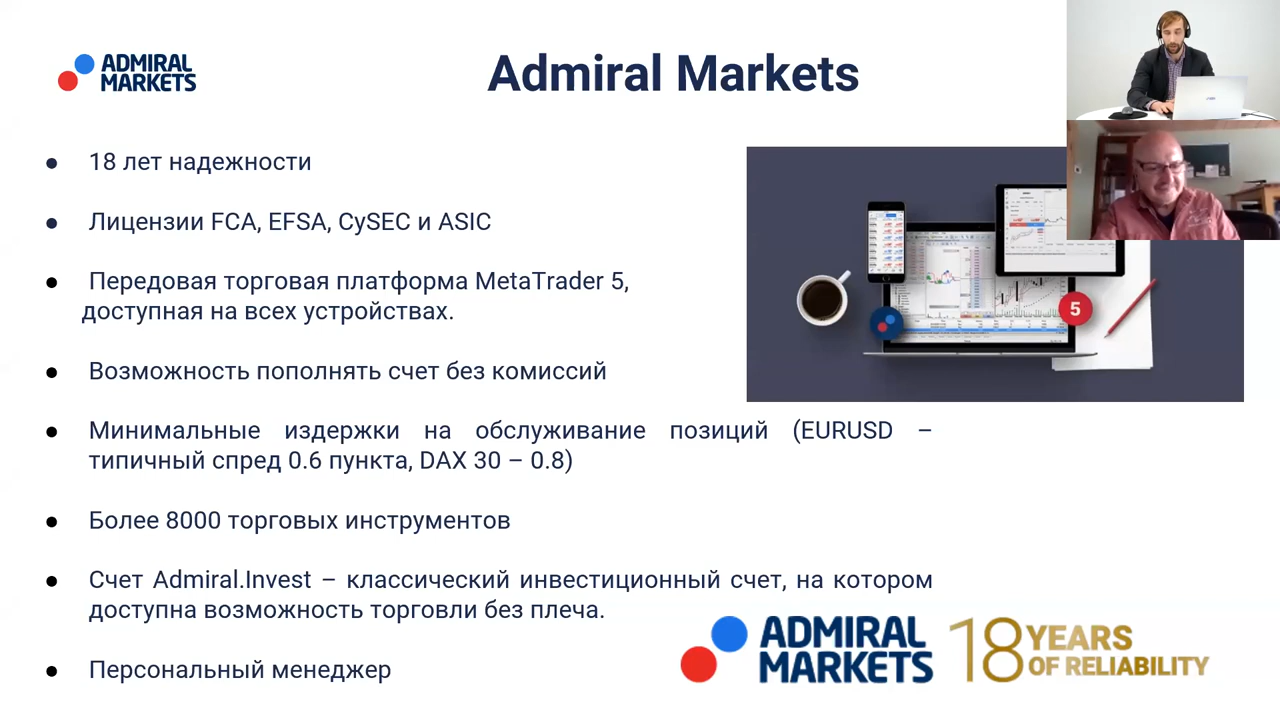 ADMIRAL
MARKETS
Admiral Markets
● 18 лет надежности
● Лицензии FCA, EFSA, CySEC и ASIC
● Передовая торговая платформа MetaTrader 5,
доступная на всех устройствах.
● Возможность пополнять счет без комиссий
● Минимальные издержки на обслуживание позиций (EURUSD –
типичный спред 0.6 пункта, DAX 30 – 0.8)
● Более 8000 торговых инструментов
● Счет Admiral.Invest – классический инвестиционный счет, на котором
доступна возможность торговли без плеча.
● Персональный менеджер
5
ADMIRAL
MARKETS
18 YEARS
OF RELIABILITY